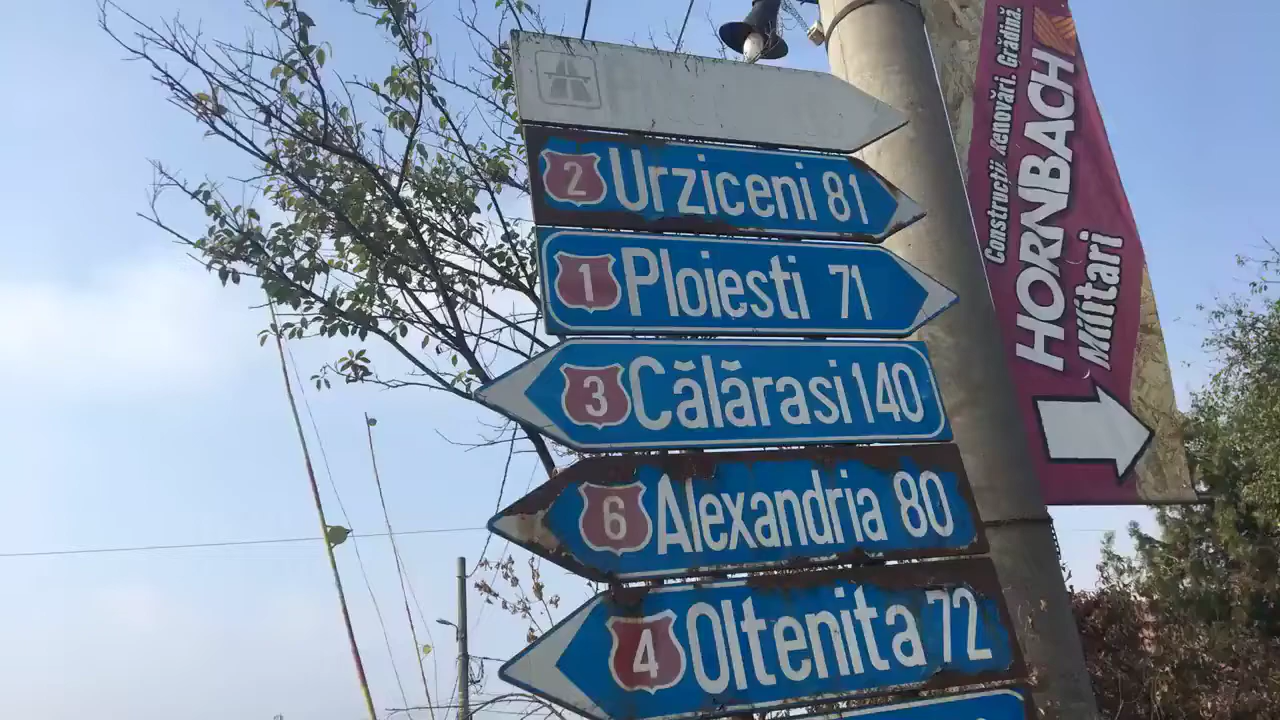 2 Urziceni 81
1 Ploiesti 71
3 Călărasi 140
6 Alexandria 80
4 Oltenita 72
Construcții. Renovări. Grădină.
HORNBACH
Militari